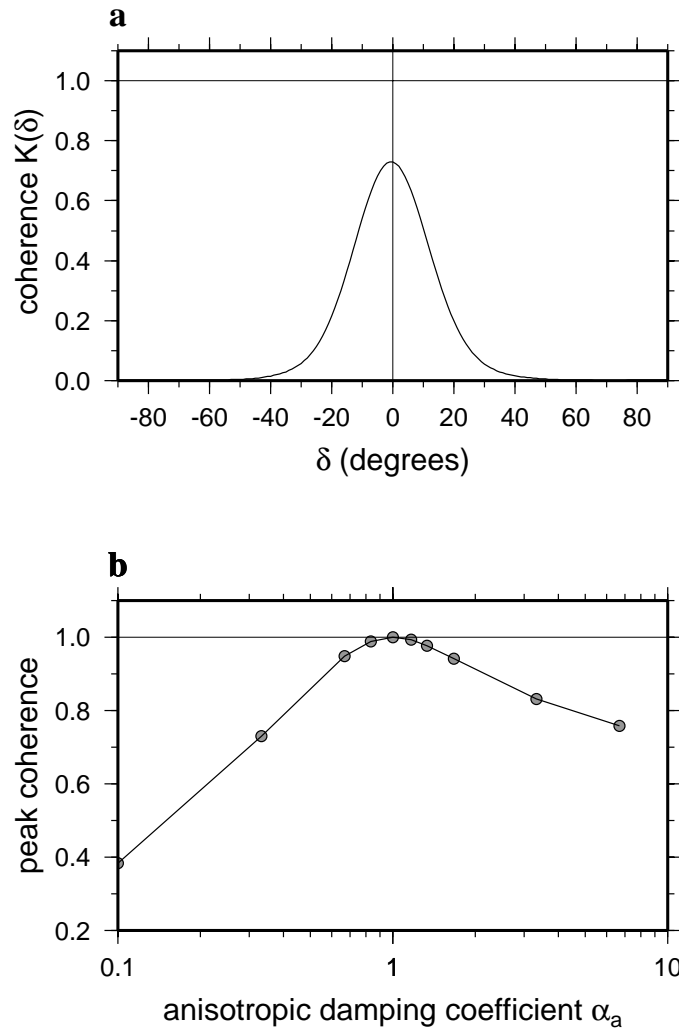 a
1.0
0.8
0.6
0.4
0.2
0.0
coherence K(δ)
-80 -60 -40 -20 0 20 40 60 80
δ (degrees)
b
1.0
0.8
0.6
0.4
0.2
peak coherence
0.1 1 10
anisotropic damping coefficient αa